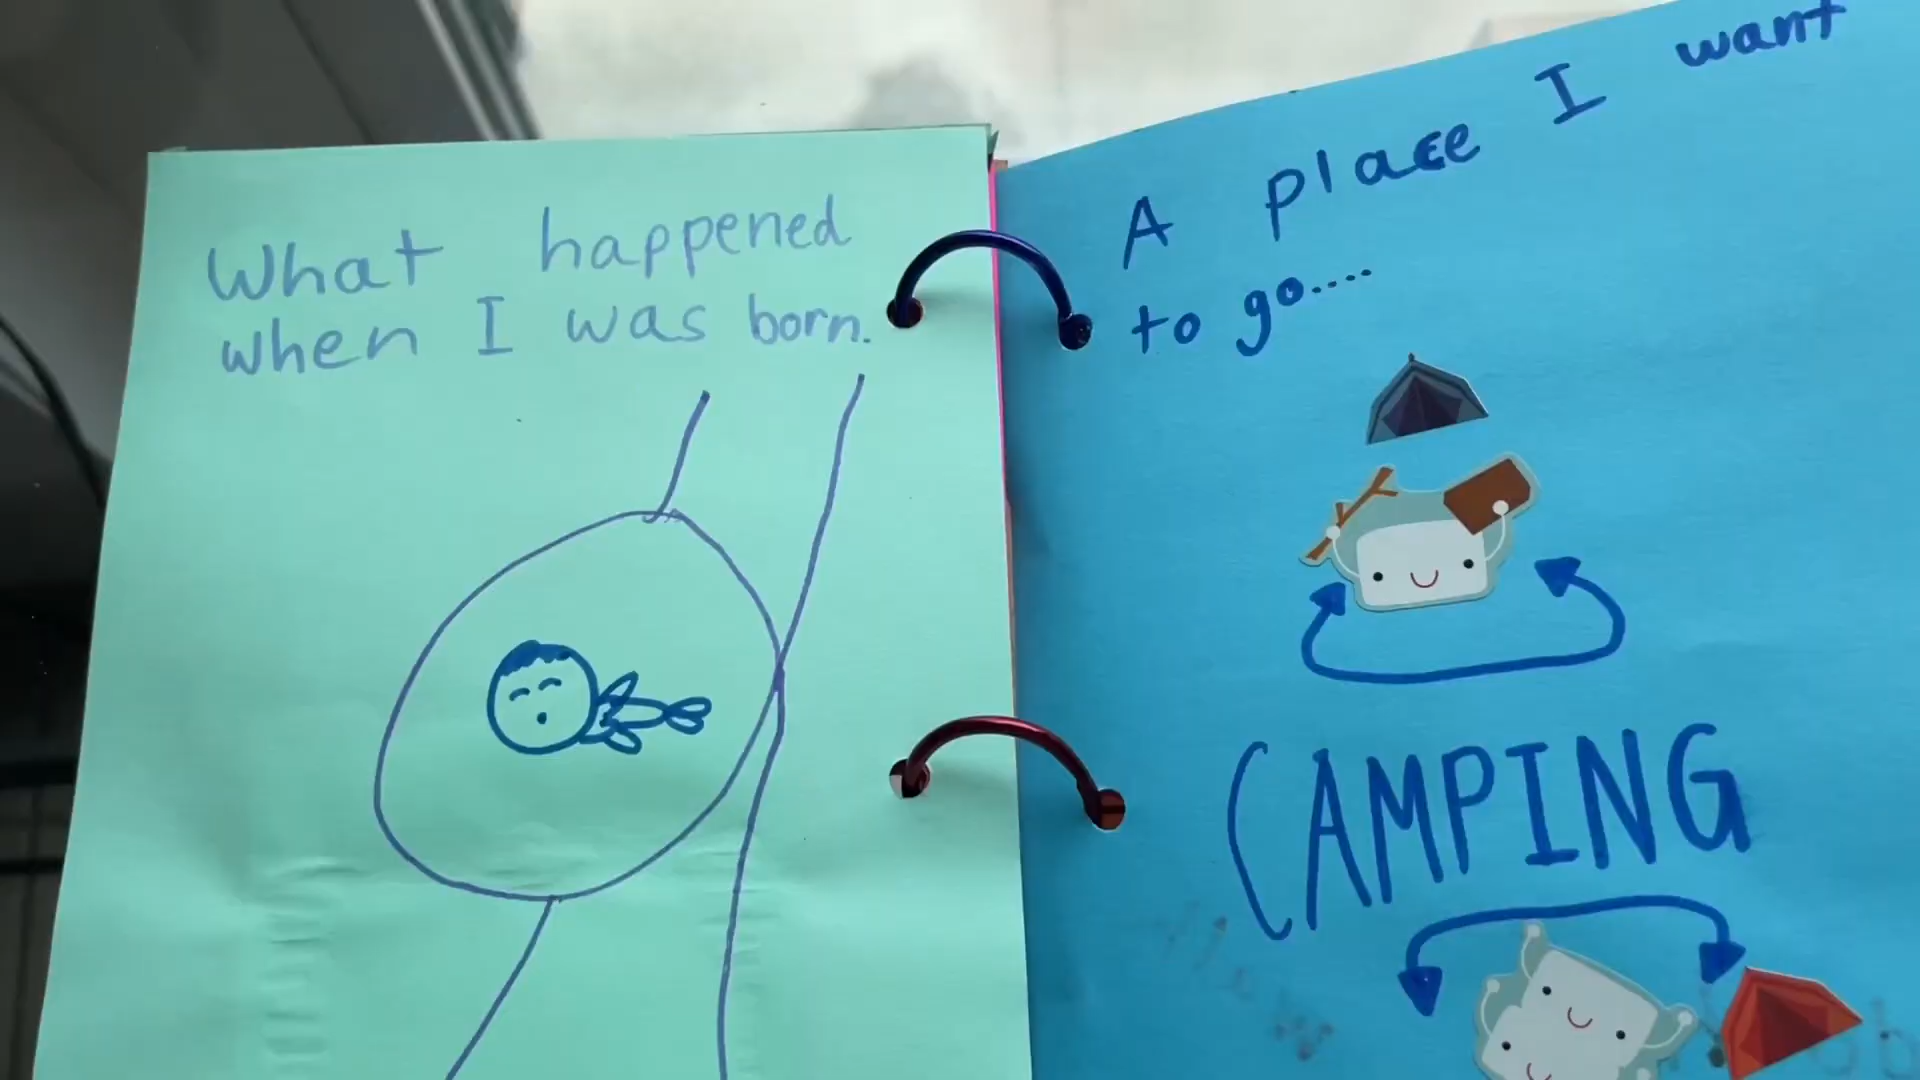 What happened
when I was born.
A place I want
to go....
CAMPING